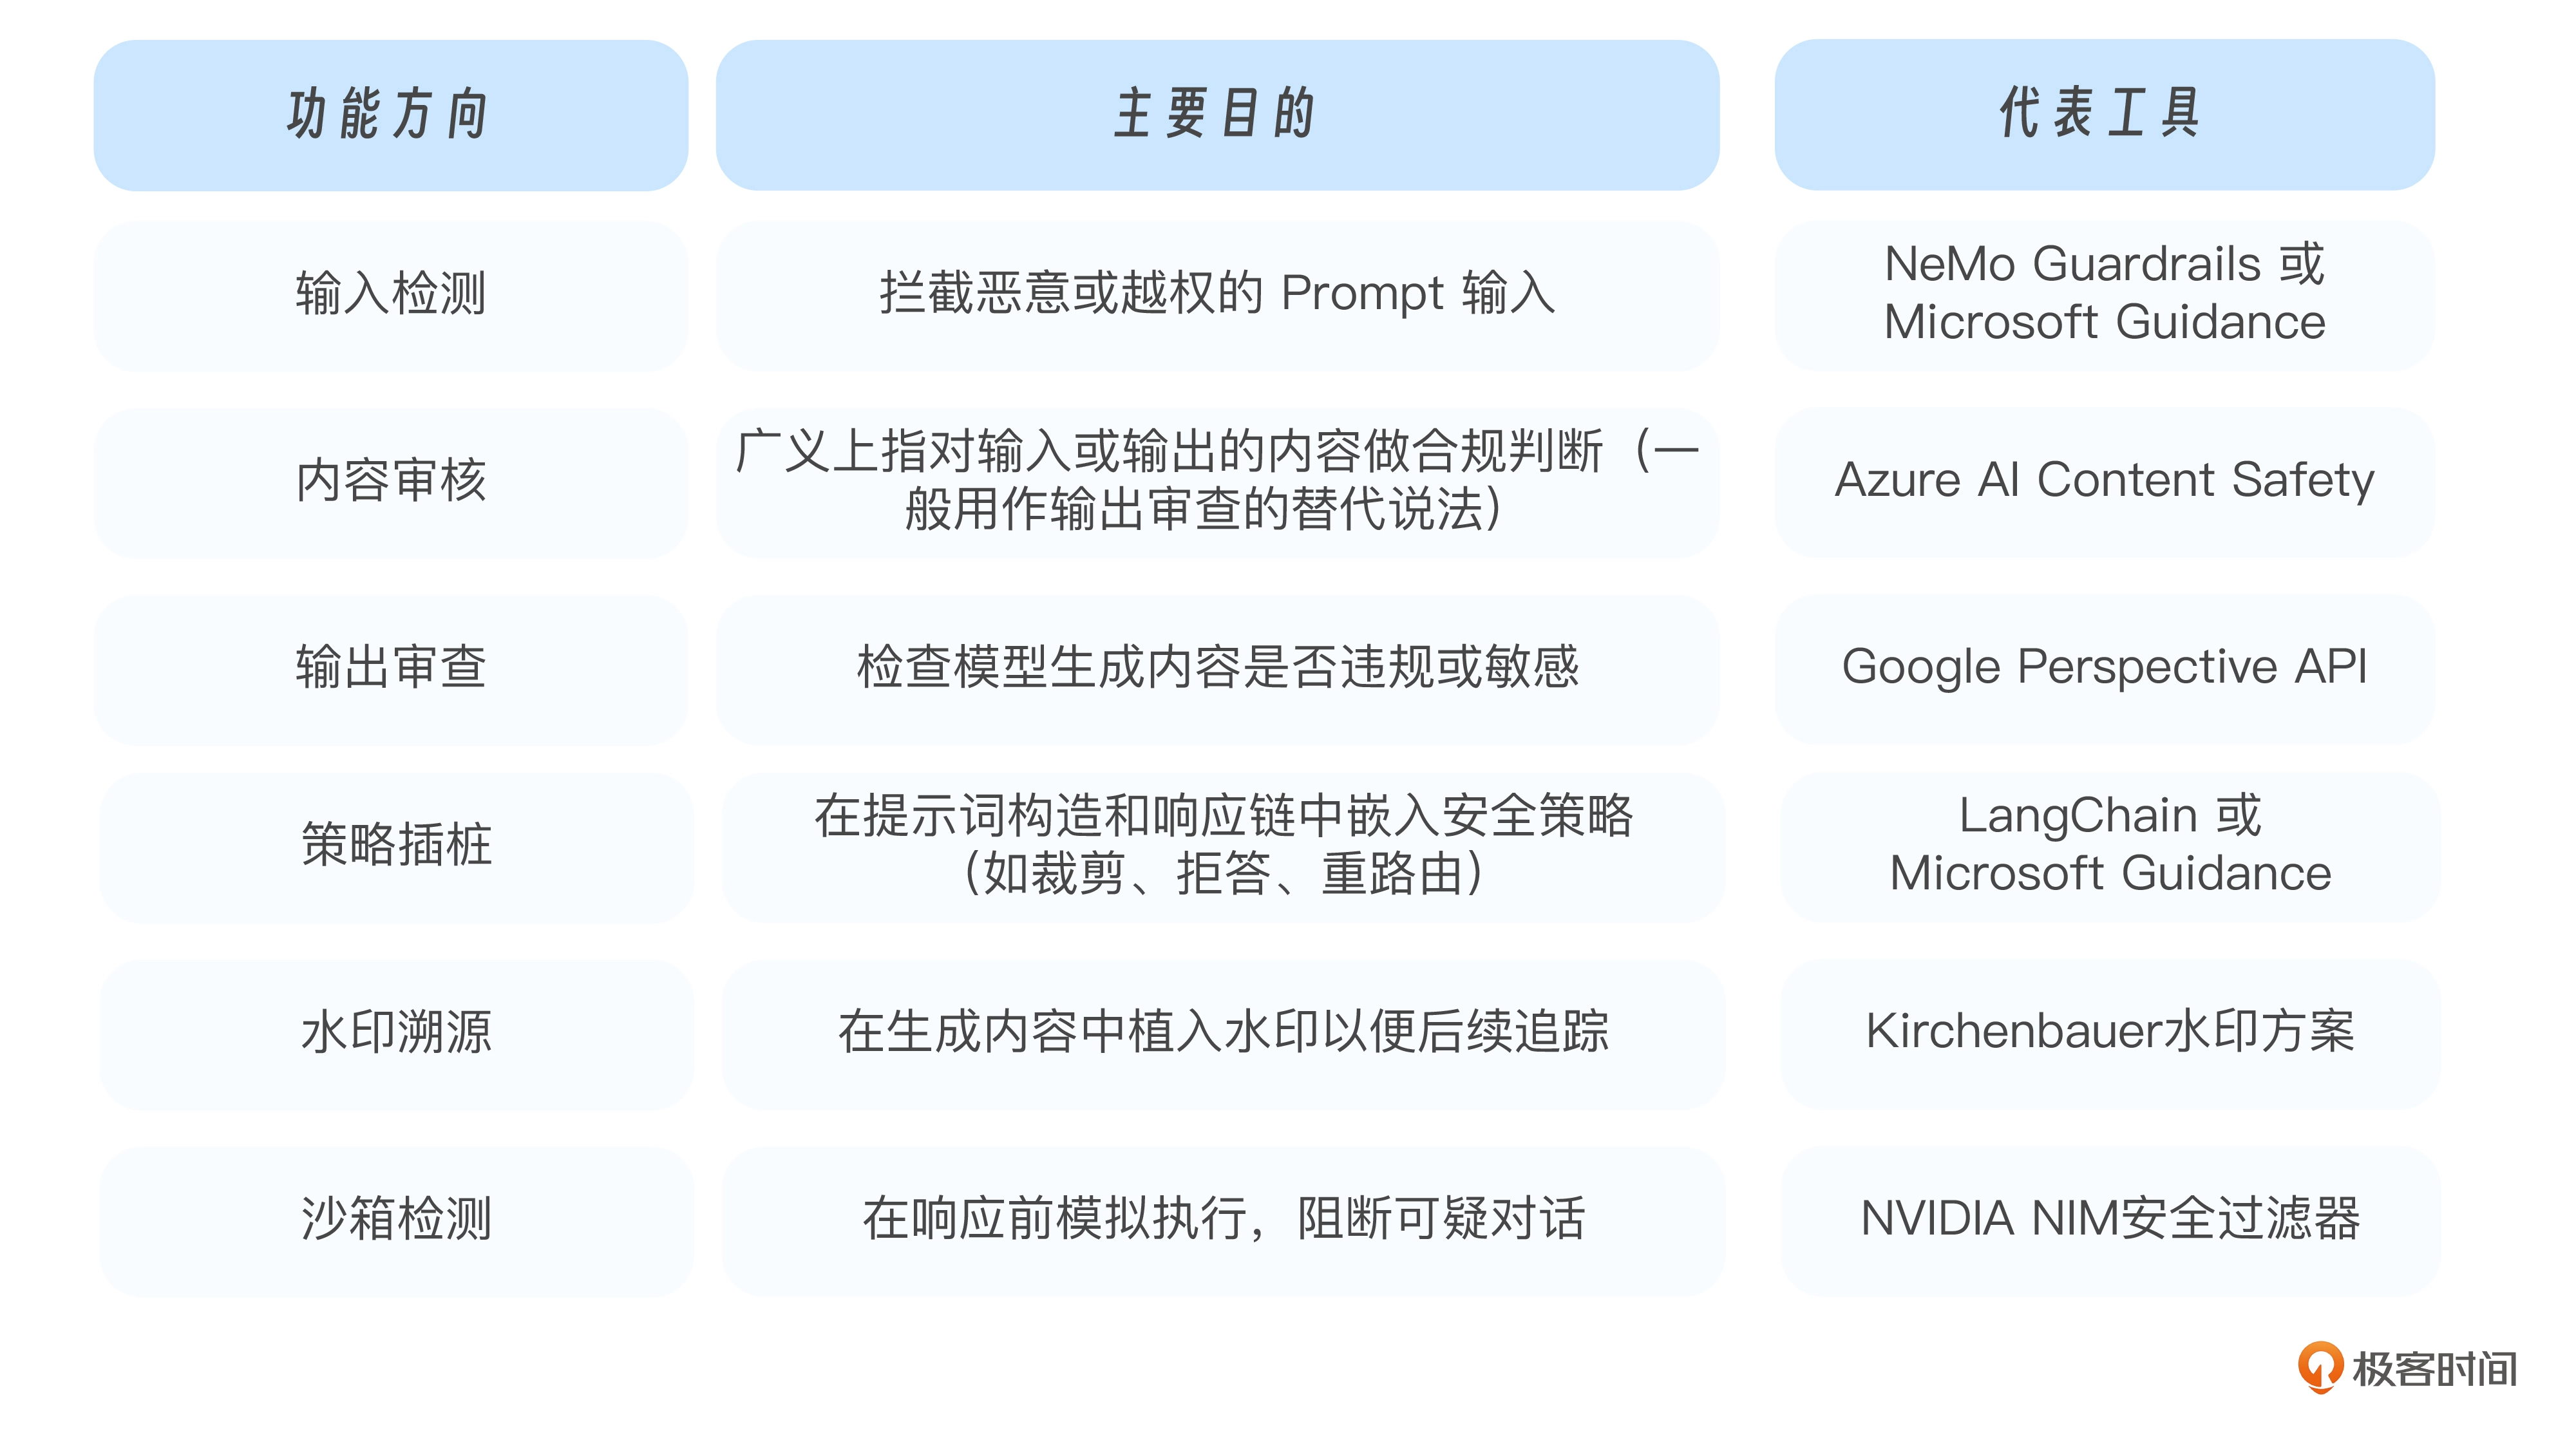 功能方向
主要目的
代表工具
输入检测
拦截恶意或越权的 Prompt 输入
NeMo Guardrails 或
Microsoft Guidance
内容审核
广义上指对输入或输出的内容做合规判断（一
般用作输出审查的替代说法）
Azure AI Content Safety
输出审查
检查模型生成内容是否违规或敏感
Google Perspective API
策略插桩
在提示词构造和响应链中嵌入安全策略
（如裁剪、拒答、重路由）
LangChain 或
Microsoft Guidance
水印溯源
在生成内容中植入水印以便后续追踪
Kirchenbauer水印方案
沙箱检测
在响应前模拟执行，阻断可疑对话
NVIDIA NIM安全过滤器
极客时间